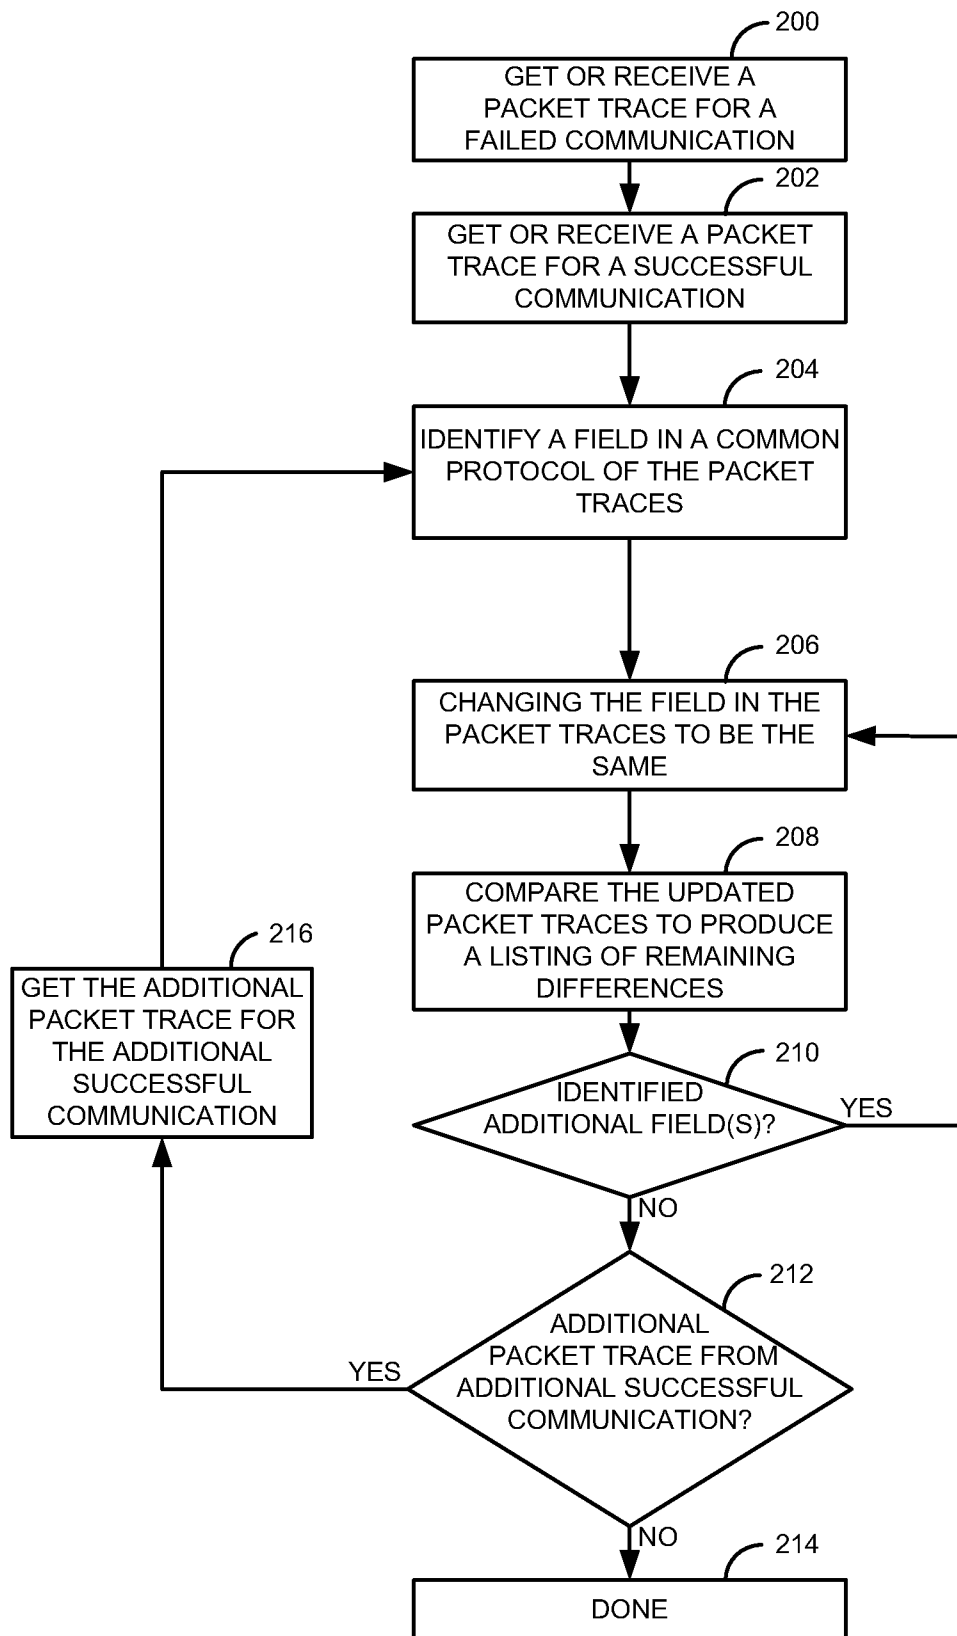 200
GET OR RECEIVE A
PACKET TRACE FOR A
FAILED COMMUNICATION
202
GET OR RECEIVE A PACKET
TRACE FOR A SUCCESSFUL
COMMUNICATION
204
IDENTIFY A FIELD IN A COMMON
PROTOCOL OF THE PACKET
TRACES
206
CHANGING THE FIELD IN THE
PACKET TRACES TO BE THE
SAME
208
COMPARE THE UPDATED
PACKET TRACES TO PRODUCE
A LISTING OF REMAINING
DIFFERENCES
216
GET THE ADDITIONAL
PACKET TRACE FOR
THE ADDITIONAL
SUCCESSFUL
COMMUNICATION
210
IDENTIFIED
ADDITIONAL FIELD(S)?
YES
NO
212
ADDITIONAL
PACKET TRACE FROM
ADDITIONAL SUCCESSFUL
COMMUNICATION?
YES
NO
214
DONE